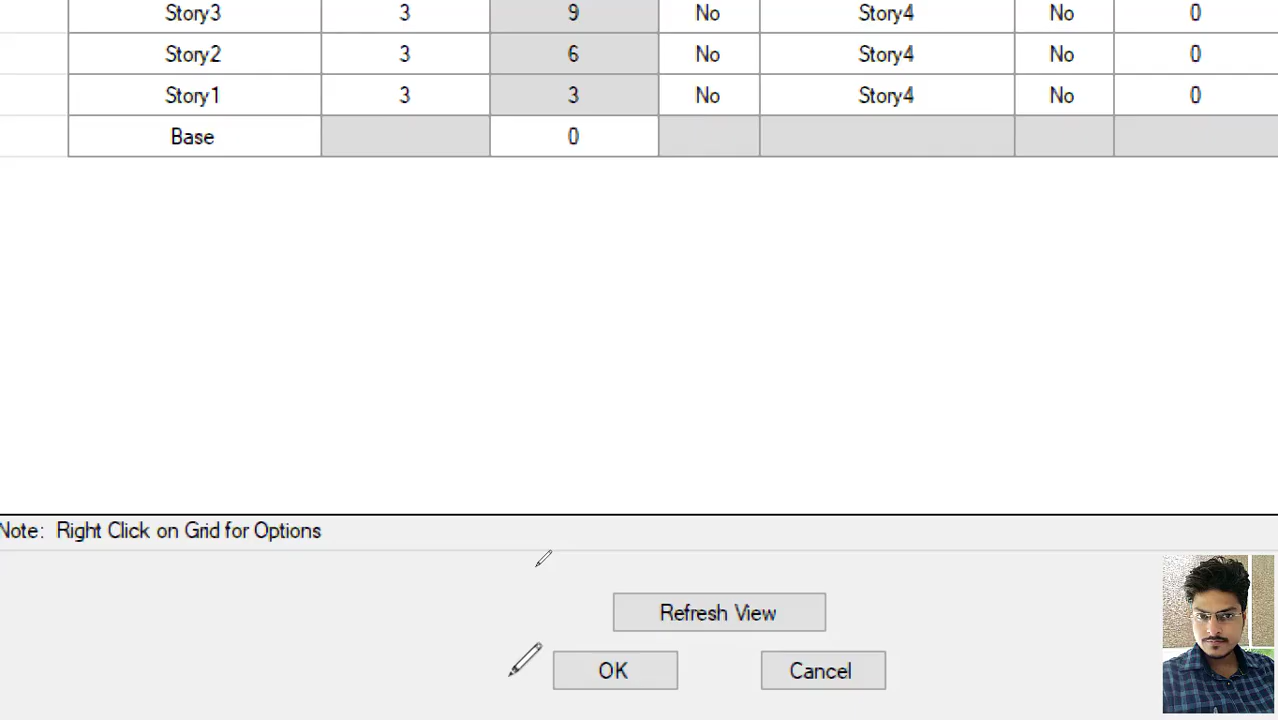 Story3 3 9 No Story4 No 0
Story2 3 6 No Story4 No 0
Story1 3 3 No Story4 No 0
Base 0
Note: Right Click on Grid for Options
Refresh View
OK Cancel